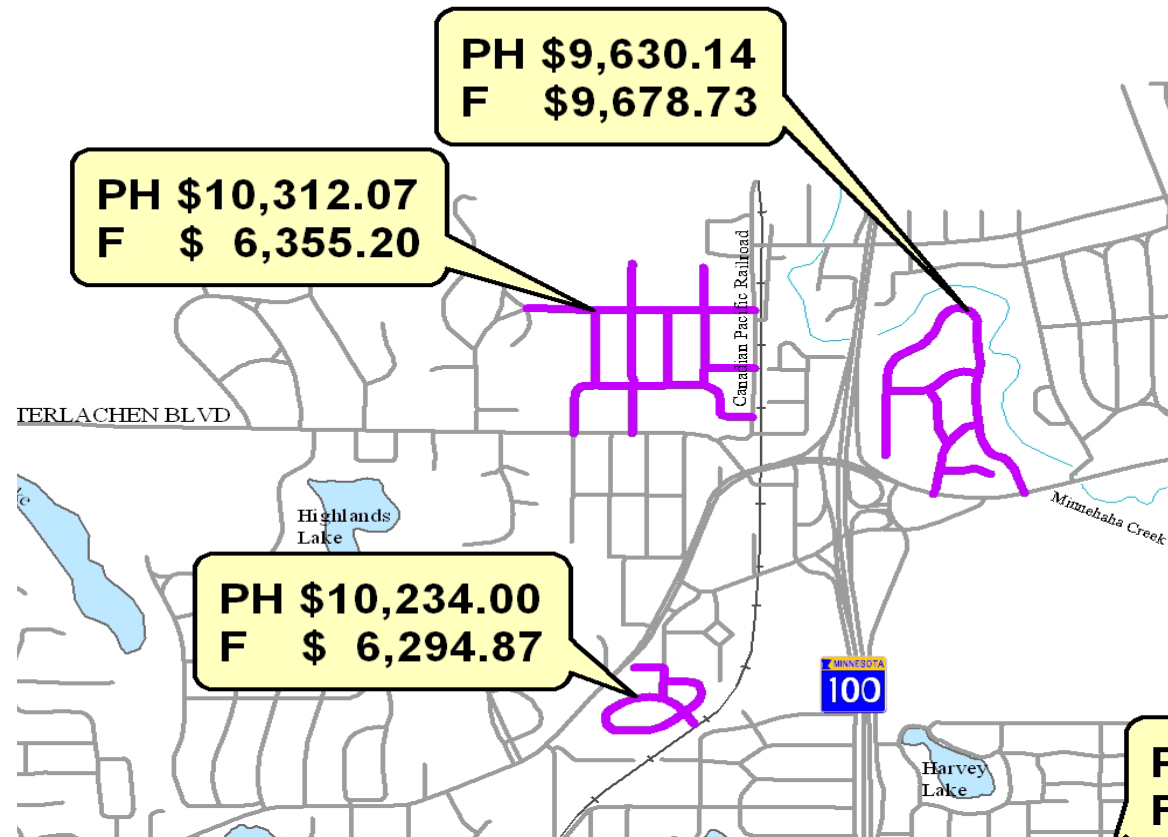 PH $9,630.14
F $9,678.73
PH $10,312.07
F $ 6,355.20
Canadian Pacific Railroad
TERLACHEN BLVD
Highlands
Lake
Minnehaha Creek
PH $10,234.00
F $ 6,294.87
MINNESOTA
100
Harvey
Lake
P
F